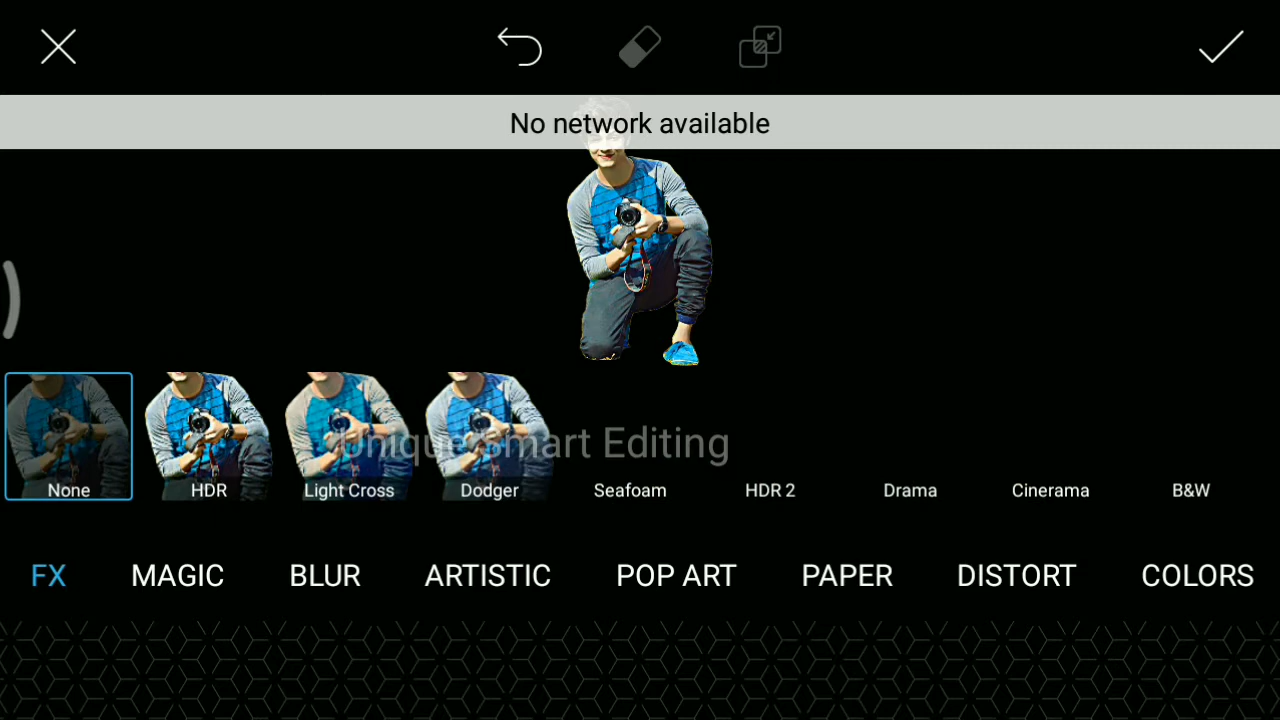 No network available
Unique Smart Editing
None
HDR
Light Cross
Dodger
Seafoam
HDR 2
Drama
Cinerama
B&W
FX
MAGIC
BLUR
ARTISTIC
POP ART
PAPER
DISTORT
COLORS